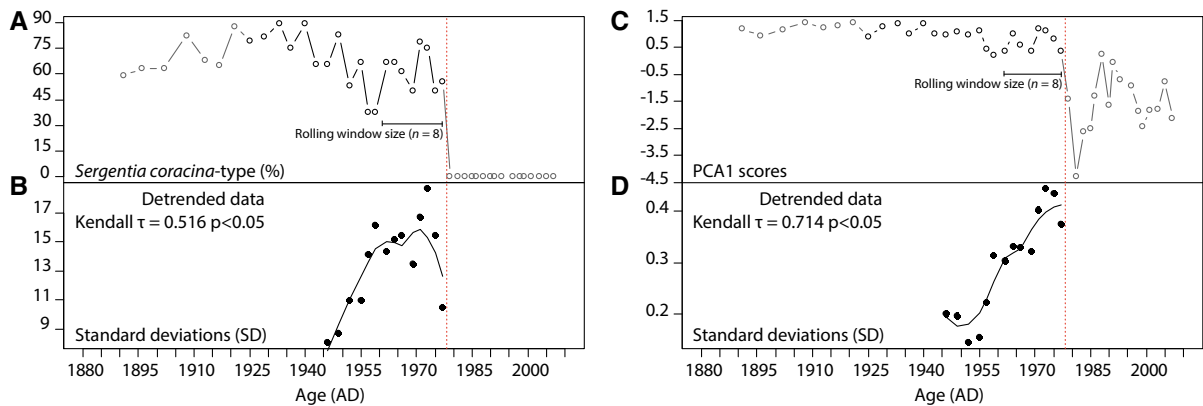 A
90
75
60
45
30
15
0
Rolling window size (n = 8)
Sergentia coracina-type (%)
B
Detrended data
Kendall τ = 0.516 p<0.05
17
15
13
11
9
Standard deviations (SD)
1880 1895 1910 1925 1940 1955 1970 1985 2000
Age (AD)
C
1.5
0.5
-0.5
-1.5
-2.5
-3.5
-4.5
Rolling window size (n = 8)
PCA1 scores
D
Detrended data
Kendall τ = 0.714 p<0.05
0.4
0.3
0.2
Standard deviations (SD)
1880 1895 1910 1925 1940 1955 1970 1985 2000
Age (AD)